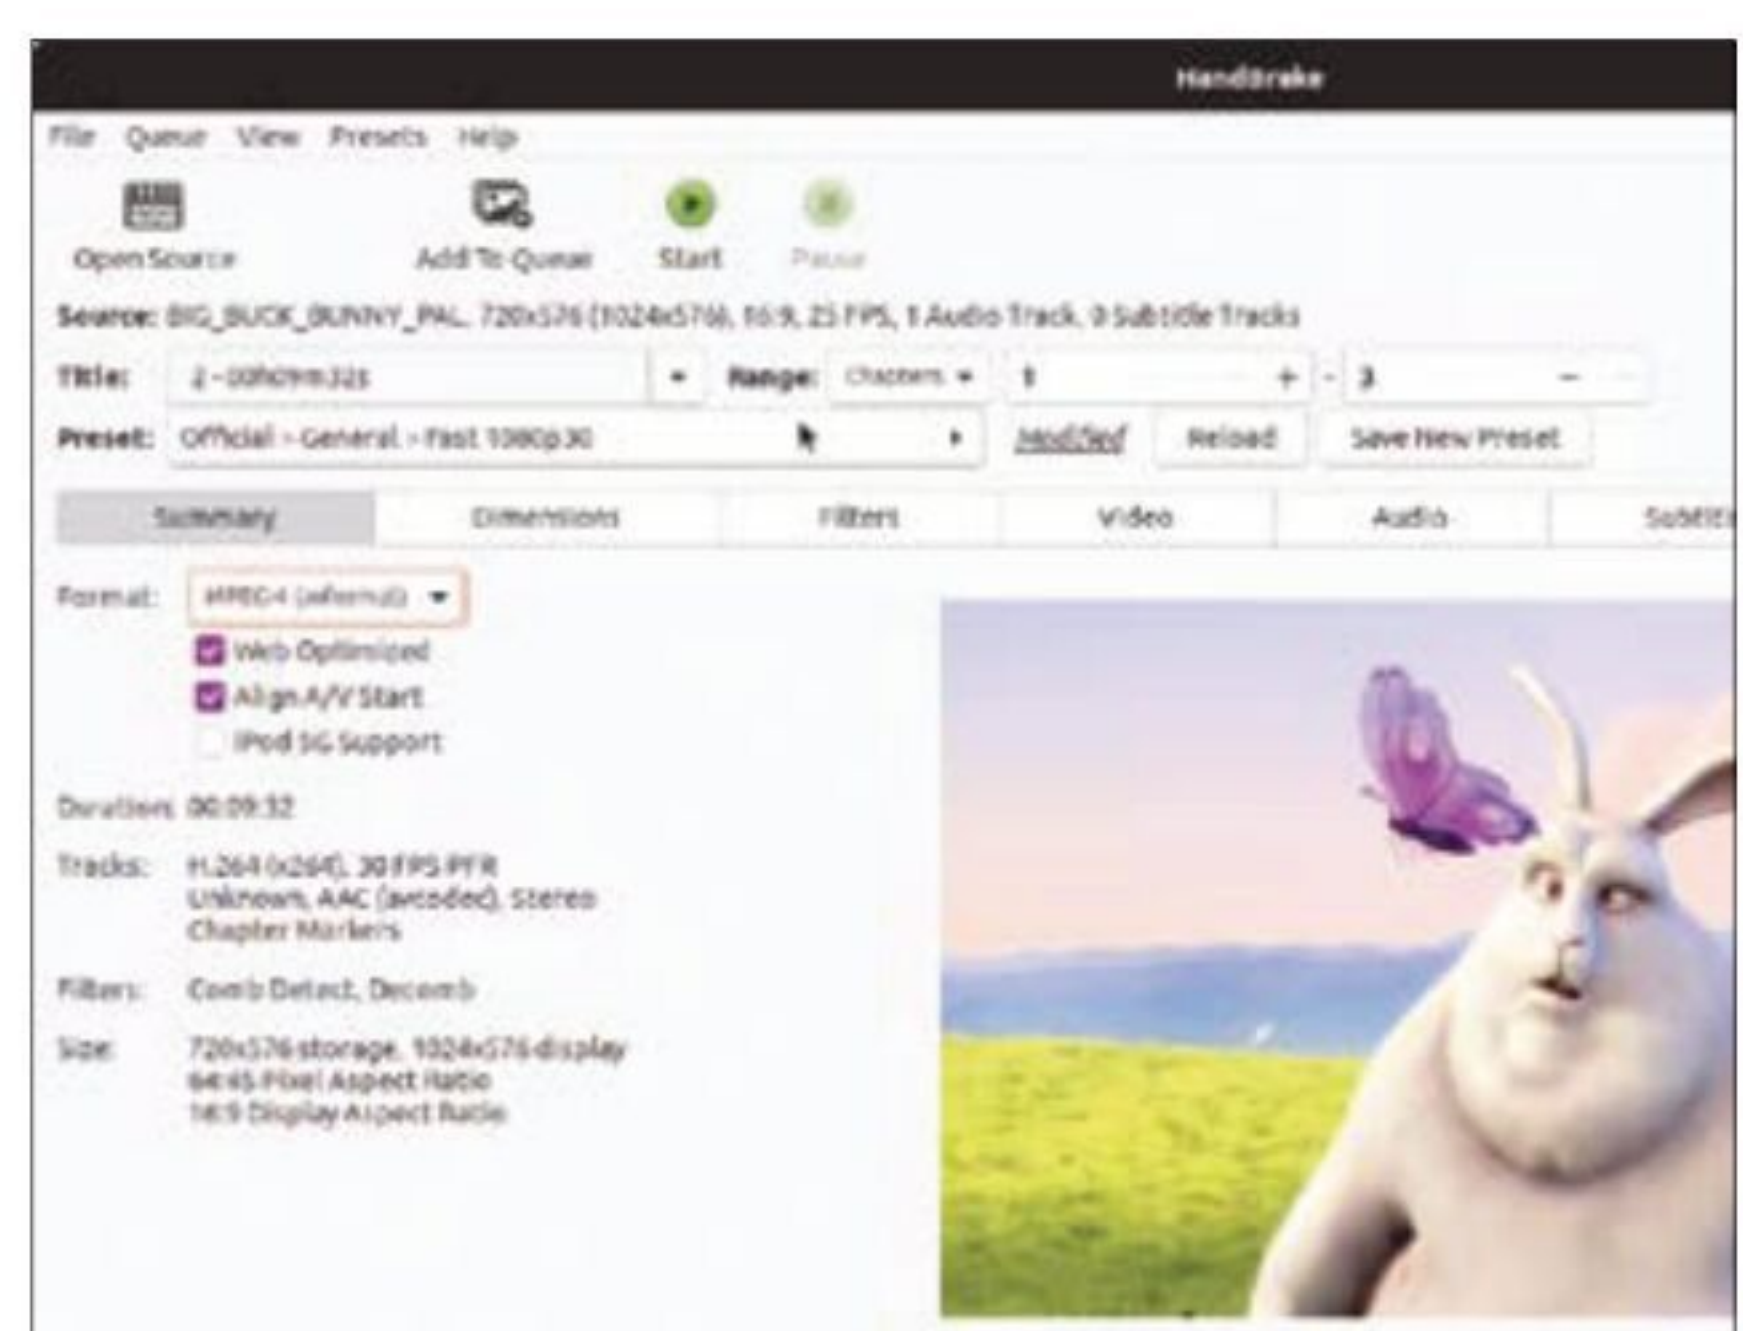 HandBrake
File Queue View Presets Help
Open Source Add To Queue Start Pause
Source: BIG_BUCK_BUNNY_PAL, 720x576 (1024x576), 16:9, 25 FPS, 1 Audio Track, 0 Subtitle Tracks
Title: 2 - 00h09m32s Range: Chapters 1 + - 3 -
Preset: Official > General > Fast 1080p30 Modified Reload Save New Preset
Summary Dimensions Filters Video Audio
Format: MPEG-4 (avformat)
Web Optimized
Align A/V Start
iPod 5G Support
Duration: 00:09:32
Tracks: H.264 (x264), 30 FPS PFR
Unknown, AAC (avcodec), Stereo
Chapter Markers
Filters: Comb Detect, Decomb
Size: 720x576 storage, 1024x576 display
64:45 Pixel Aspect Ratio
16:9 Display Aspect Ratio